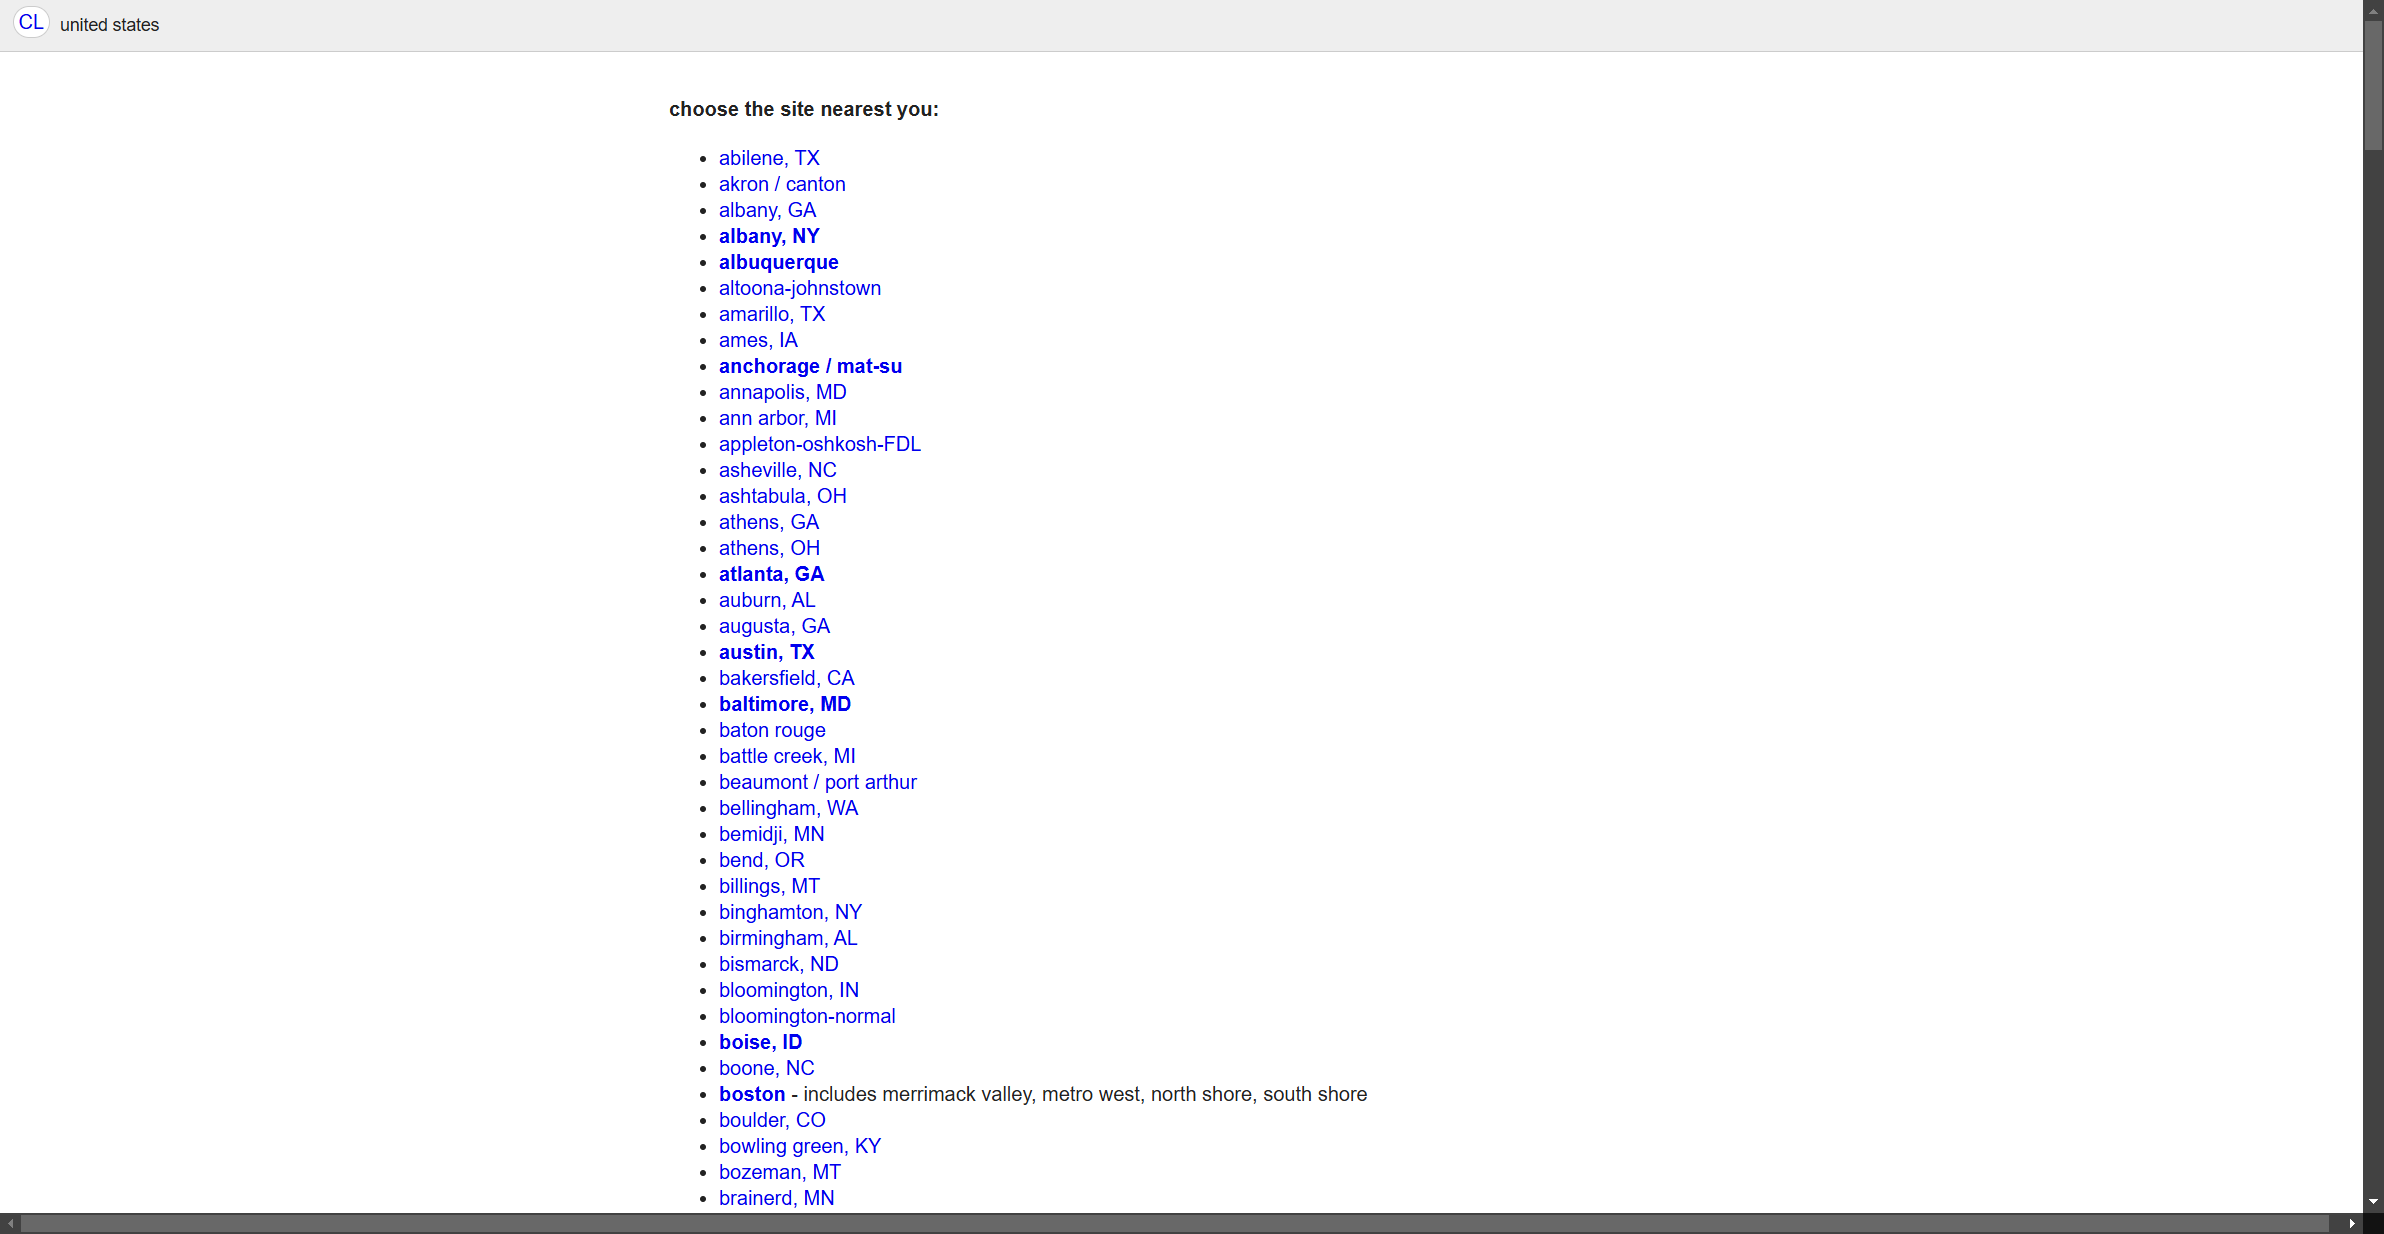 CL united states
choose the site nearest you:
abilene, TX
akron / canton
albany, GA
albany, NY
albuquerque
altoona-johnstown
amarillo, TX
ames, IA
anchorage / mat-su
annapolis, MD
ann arbor, MI
appleton-oshkosh-FDL
asheville, NC
ashtabula, OH
athens, GA
athens, OH
atlanta, GA
auburn, AL
augusta, GA
austin, TX
bakersfield, CA
baltimore, MD
baton rouge
battle creek, MI
beaumont / port arthur
bellingham, WA
bemidji, MN
bend, OR
billings, MT
binghamton, NY
birmingham, AL
bismarck, ND
bloomington, IN
bloomington-normal
boise, ID
boone, NC
boston - includes merrimack valley, metro west, north shore, south shore
boulder, CO
bowling green, KY
bozeman, MT
brainerd, MN